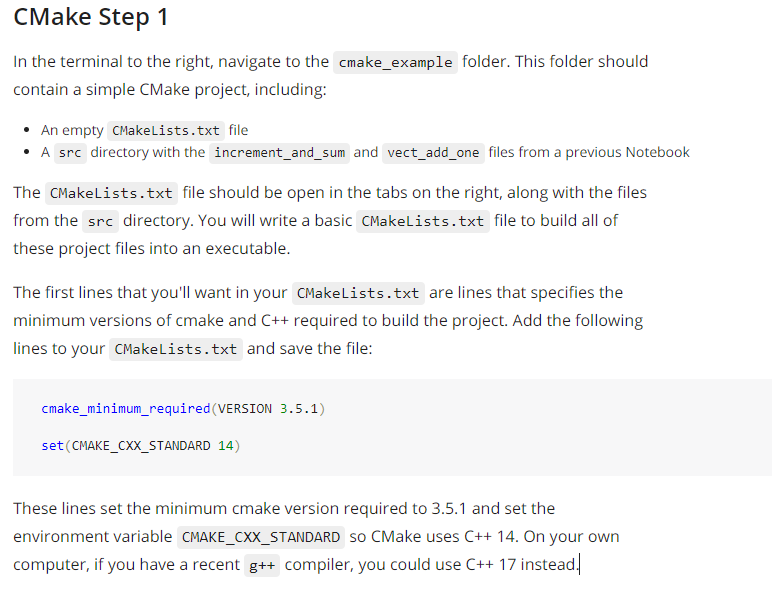 CMake Step 1
In the terminal to the right, navigate to the cmake_example folder. This folder should
contain a simple CMake project, including:
• An empty CMakeLists.txt file
• A src directory with the increment_and_sum and vect_add_one files from a previous Notebook
The CMakeLists.txt file should be open in the tabs on the right, along with the files
from the src directory. You will write a basic CMakeLists.txt file to build all of
these project files into an executable.
The first lines that you'll want in your CMakeLists.txt are lines that specifies the
minimum versions of cmake and C++ required to build the project. Add the following
lines to your CMakeLists.txt and save the file:
cmake_minimum_required(VERSION 3.5.1)
set(CMAKE_CXX_STANDARD 14)
These lines set the minimum cmake version required to 3.5.1 and set the
environment variable CMAKE_CXX_STANDARD so CMake uses C++ 14. On your own
computer, if you have a recent g++ compiler, you could use C++ 17 instead.